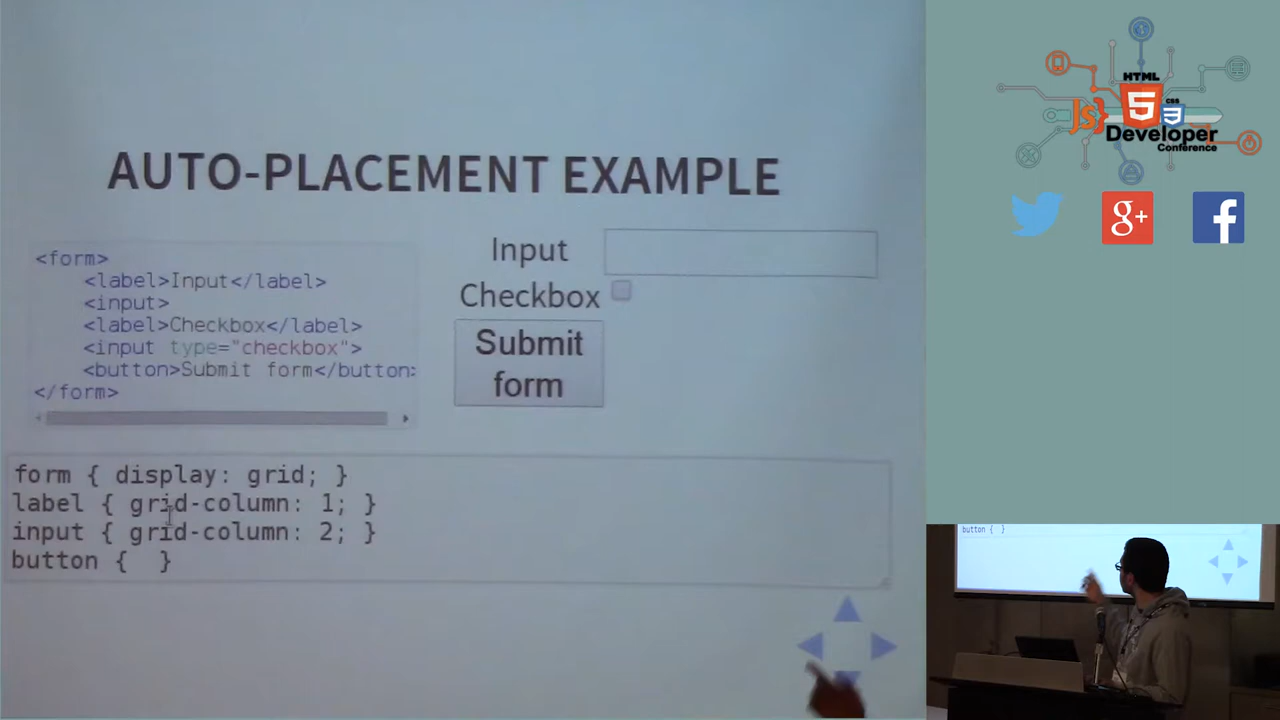 AUTO-PLACEMENT EXAMPLE
<form>
<label>Input</label>
<input>
<label>Checkbox</label>
<input type="checkbox">
<button>Submit form</button:
</form>
Input
Checkbox
Submit
form
form { display: grid; }
label { grid-column: 1; }
input { grid-column: 2; }
button {  }
HTML
5
JS}
CSS
3
Developer
Conference
g+
f
button {  }